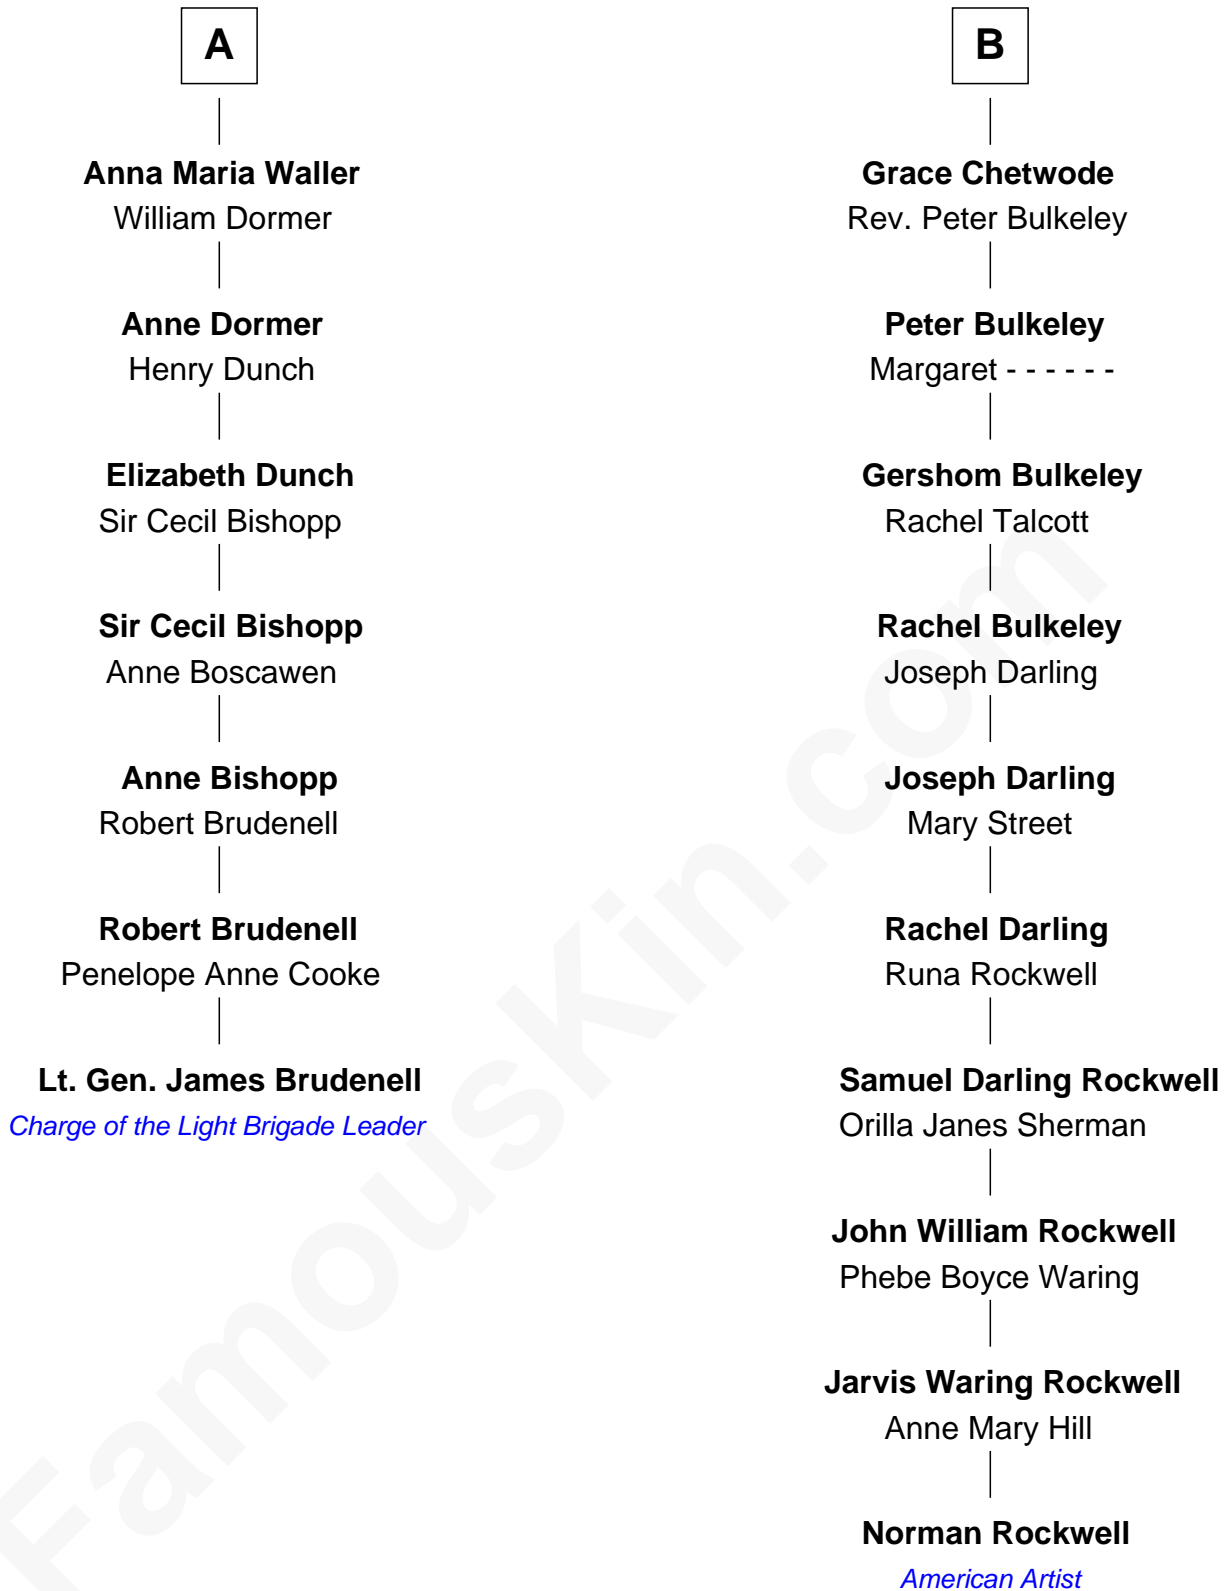 A
Anna Maria Waller
William Dormer
Anne Dormer
Henry Dunch
Elizabeth Dunch
Sir Cecil Bishopp
Sir Cecil Bishopp
Anne Boscawen
Anne Bishopp
Robert Brudenell
Robert Brudenell
Penelope Anne Cooke
Lt. Gen. James Brudenell
Charge of the Light Brigade Leader
B
Grace Chetwode
Rev. Peter Bulkeley
Peter Bulkeley
Margaret - - - - - -
Gershom Bulkeley
Rachel Talcott
Rachel Bulkeley
Joseph Darling
Joseph Darling
Mary Street
Rachel Darling
Runa Rockwell
Samuel Darling Rockwell
Orilla Janes Sherman
John William Rockwell
Phebe Boyce Waring
Jarvis Waring Rockwell
Anne Mary Hill
Norman Rockwell
American Artist
FamousKin.com